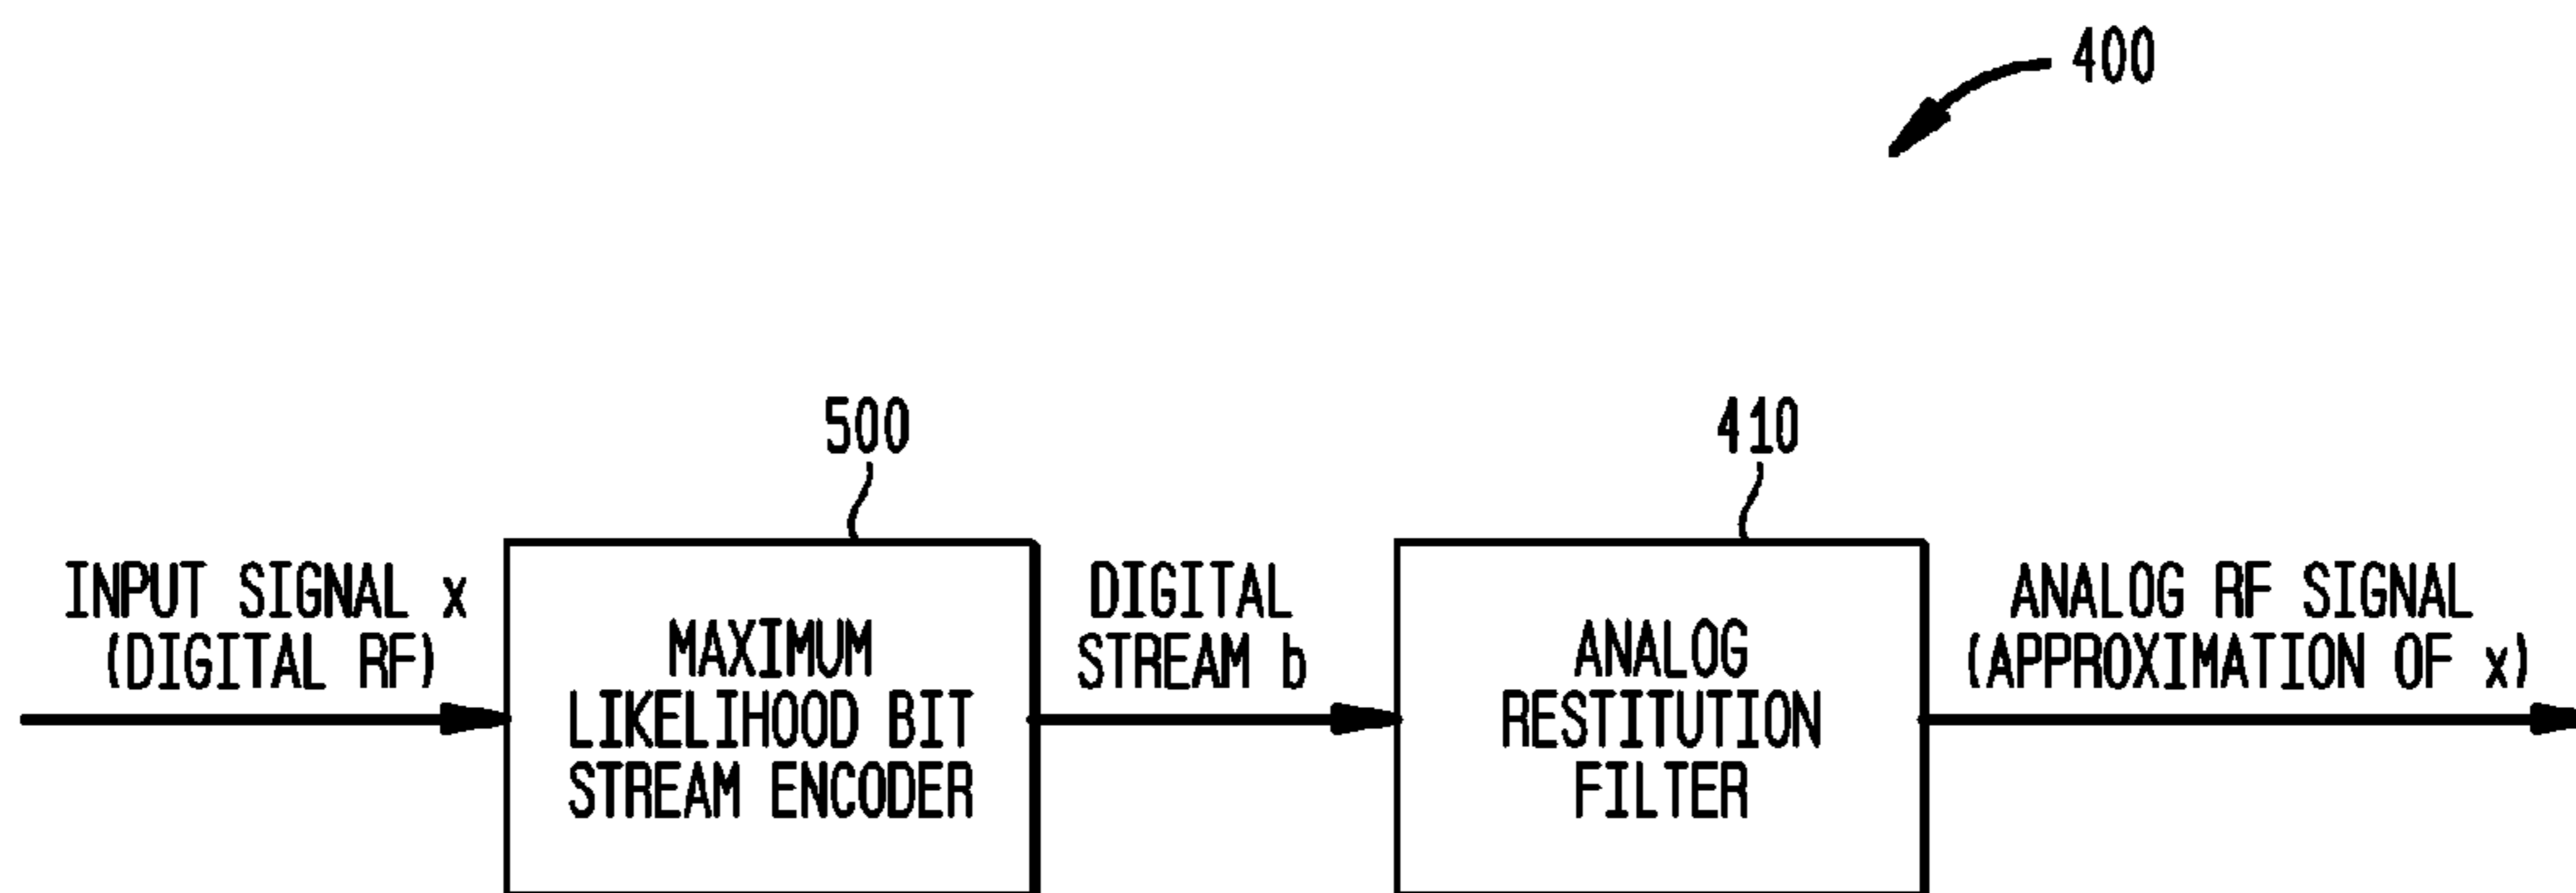 400
500
410
INPUT SIGNAL x
(DIGITAL RF)
MAXIMUM
LIKELIHOOD BIT
STREAM ENCODER
DIGITAL
STREAM b
ANALOG
RESTITUTION
FILTER
ANALOG RF SIGNAL
(APPROXIMATION OF x)